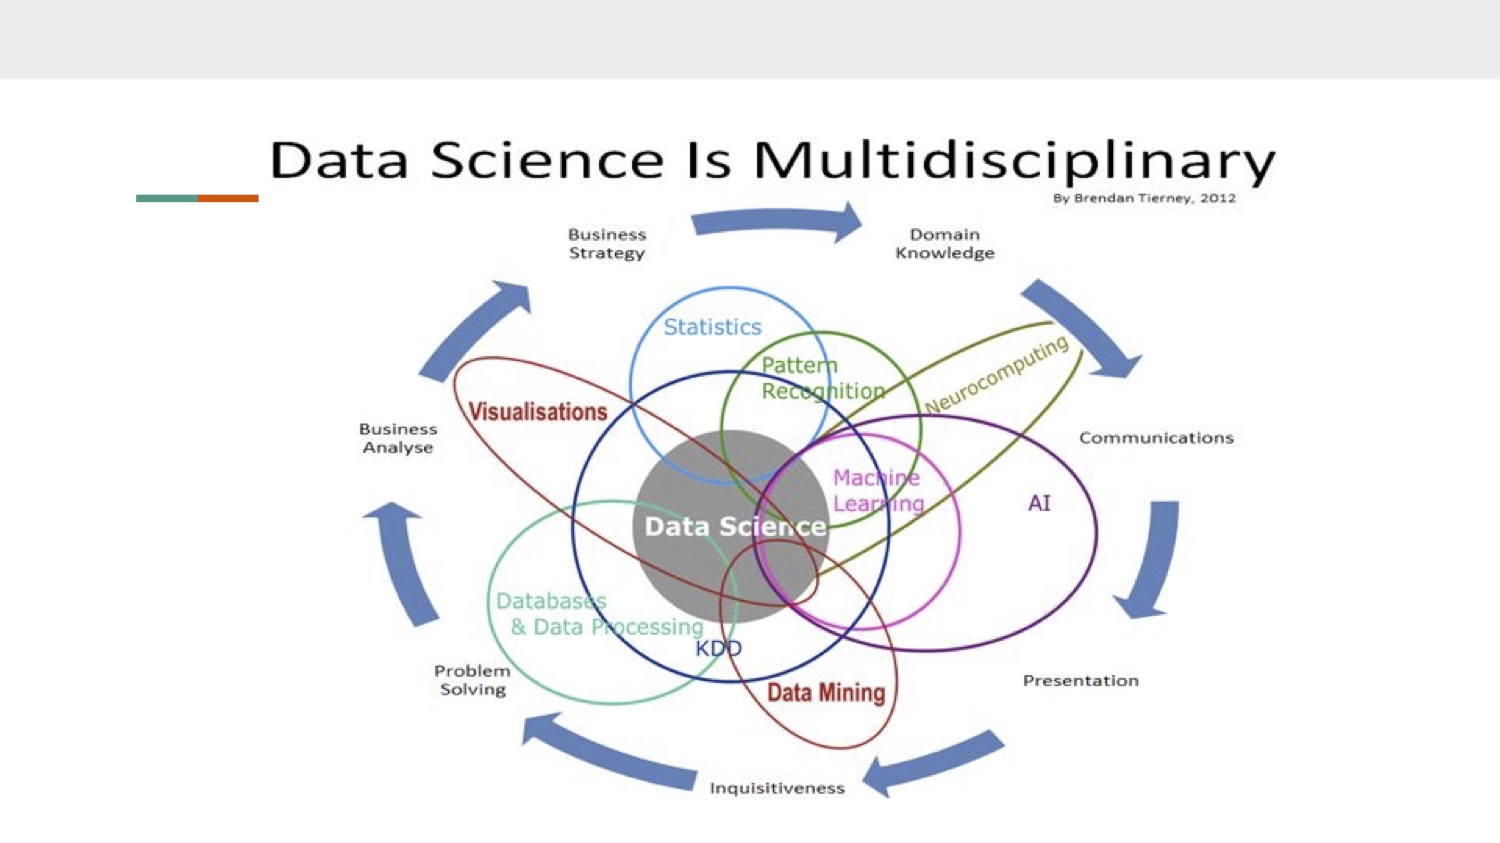 Data Science Is Multidisciplinary
By Brendan Tierney, 2012
Business
Strategy
Domain
Knowledge
Statistics
Pattern
Recognition
Neurocomputing
Visualisations
Business
Analyse
Communications
Machine
Learning
AI
Data Science
Databases
& Data Processing
KDD
Problem
Solving
Data Mining
Presentation
Inquisitiveness